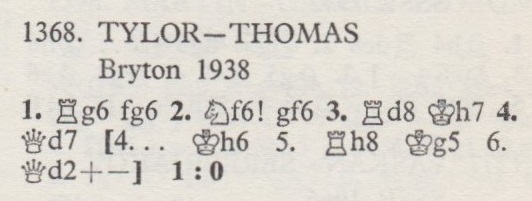 1368. TYLOR—THOMAS
Bryton 1938
1. ♖g6 fg6 2. ♘f6! gf6 3. ♖d8 ♔h7 4.
♕d7 [4... ♔h6 5. ♖h8 ♔g5 6.
♕d2+−] 1 : 0